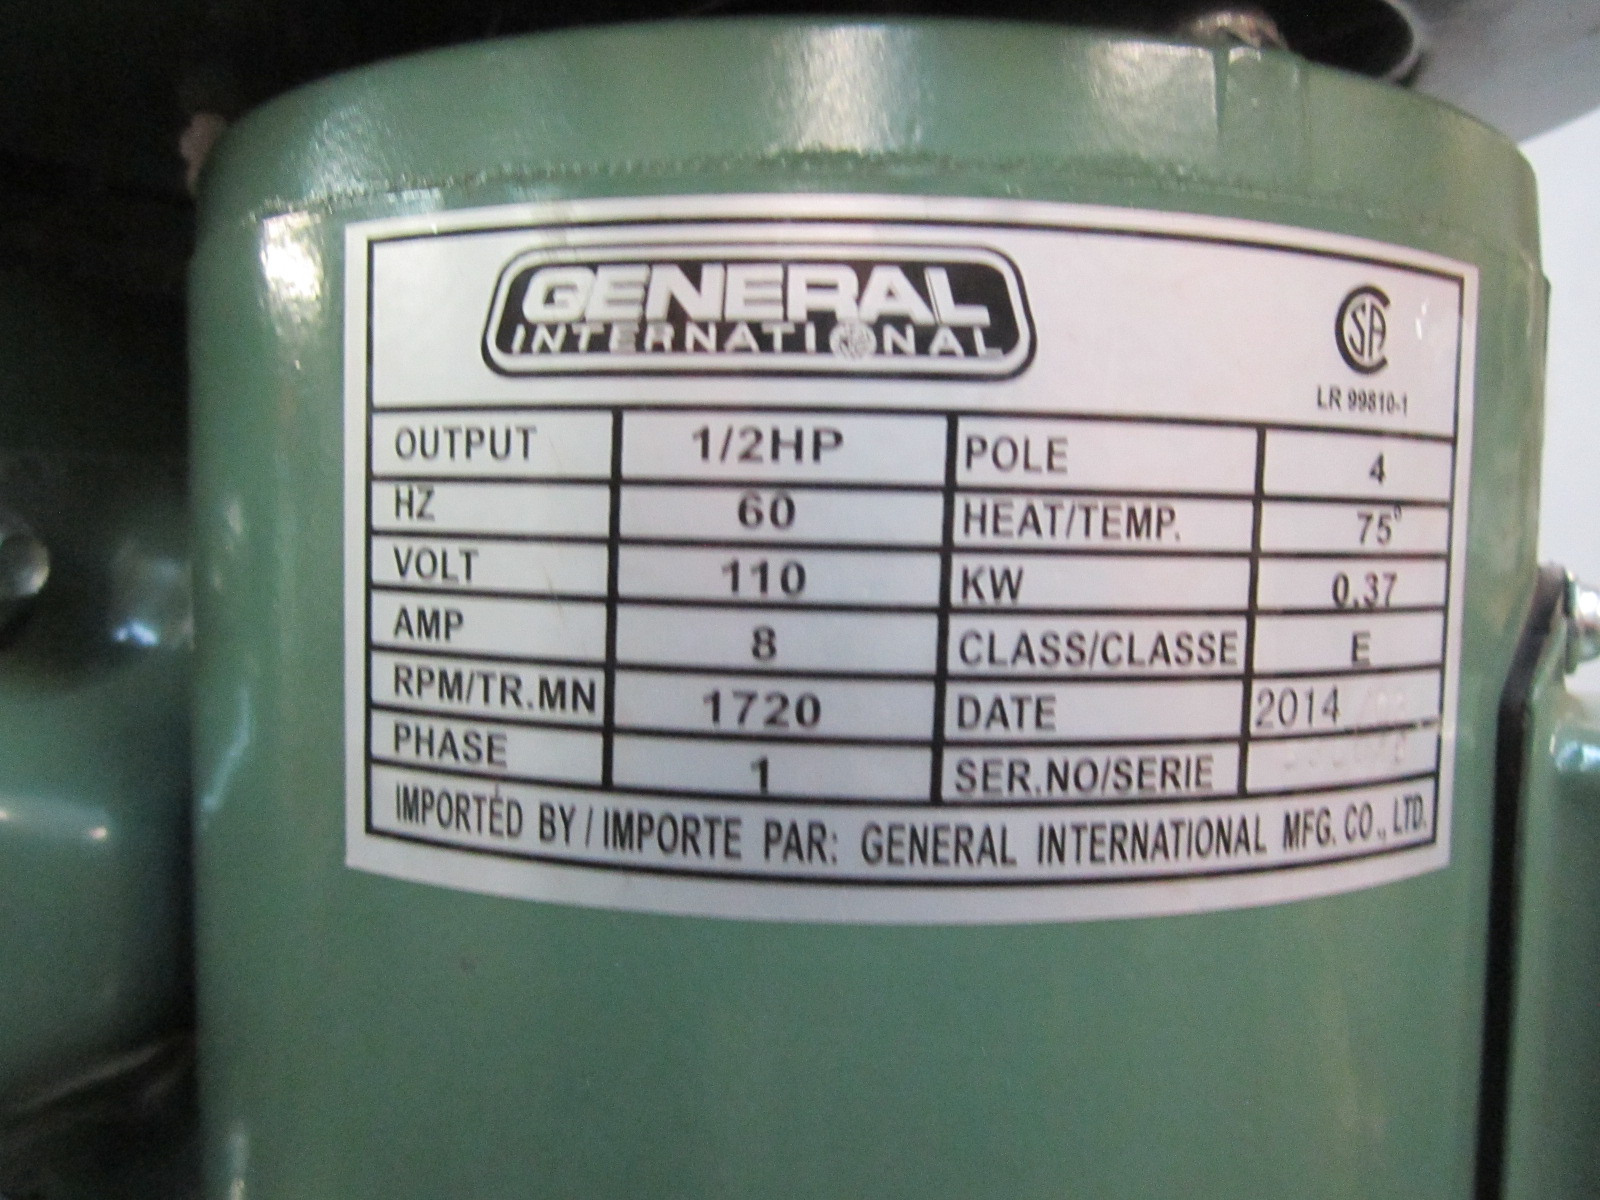 GENERAL
INTERNATIONAL
CSA
LR 99810-1
OUTPUT 1/2HP POLE 4
HZ 60 HEAT/TEMP. 75°
VOLT 110 KW 0.37
AMP 8 CLASS/CLASSE E
RPM/TR.MN 1720 DATE 2014
PHASE 1 SER.NO/SERIE
IMPORTÉD BY / IMPORTE PAR: GENERAL INTERNATIONAL MFG. CO., LTD.